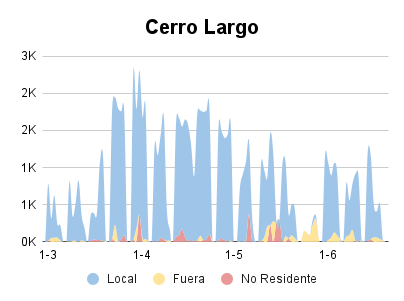 Cerro Largo
3K
2K
2K
1K
1K
0K
1-3
1-4
1-5
1-6
Local
Fuera
No Residente